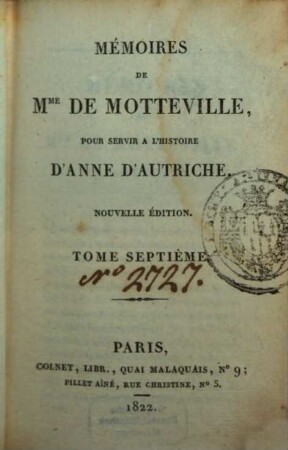 MÉMOIRES
DE
MME DE MOTTEVILLE,
POUR SERVIR A L'HISTOIRE
D'ANNE D'AUTRICHE.
NOUVELLE ÉDITION.
TOME SEPTIÈME.
No 2727.
PARIS,
COLNET, LIBR., QUAI MALAQUAIS, No 9;
PILLET AÎNÉ, RUE CHRISTINE, No 5.
1822.